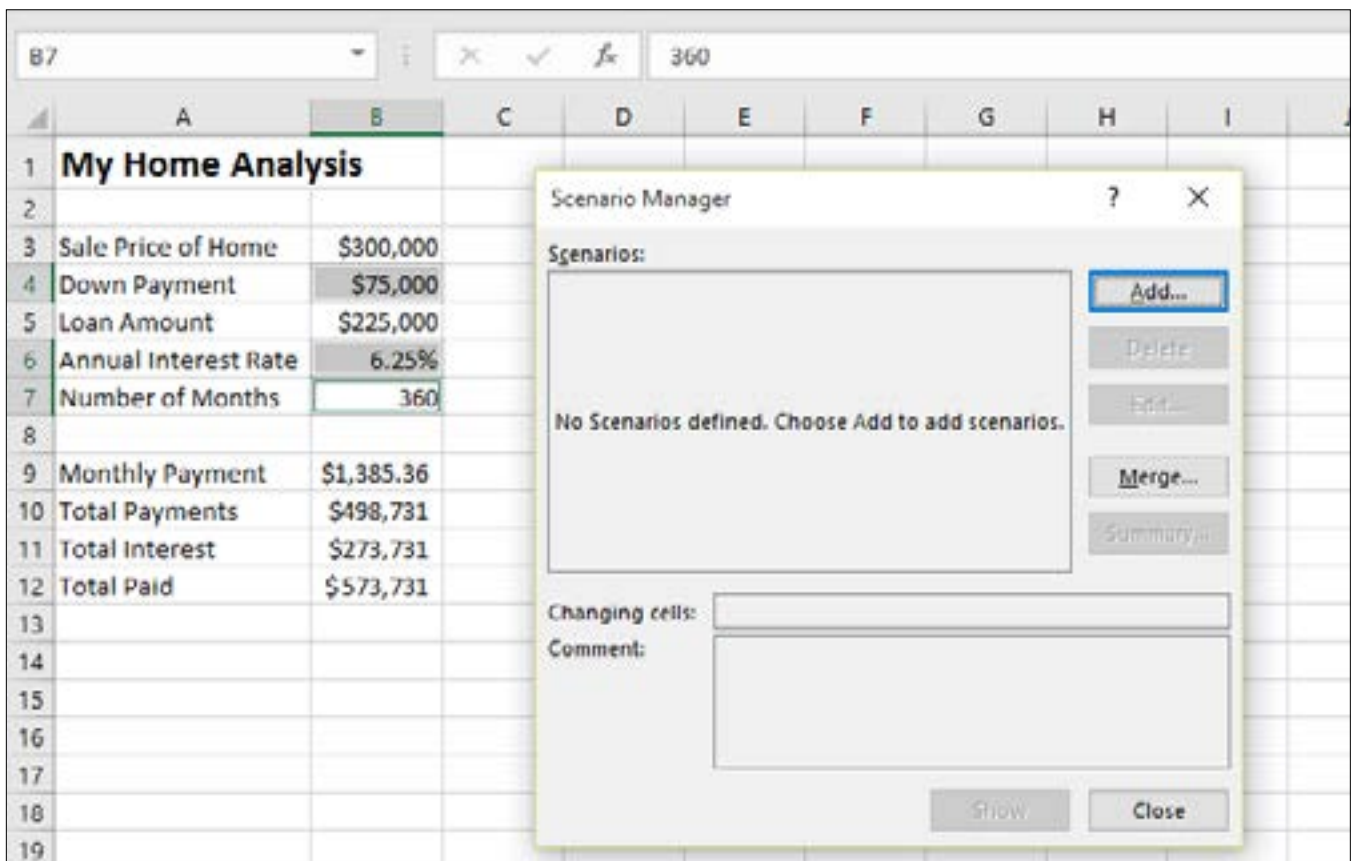 B7 fx 360
A B C D E F G H I J
1 My Home Analysis
2
3 Sale Price of Home $300,000
4 Down Payment $75,000
5 Loan Amount $225,000
6 Annual Interest Rate 6.25%
7 Number of Months 360
8
9 Monthly Payment $1,385.36
10 Total Payments $498,731
11 Total Interest $273,731
12 Total Paid $573,731
13
14
15
16
17
18
19
Scenario Manager ? ✕
Scenarios:
No Scenarios defined. Choose Add to add scenarios.
Add...
Delete
Edit...
Merge...
Summary...
Changing cells:
Comment:
Show Close